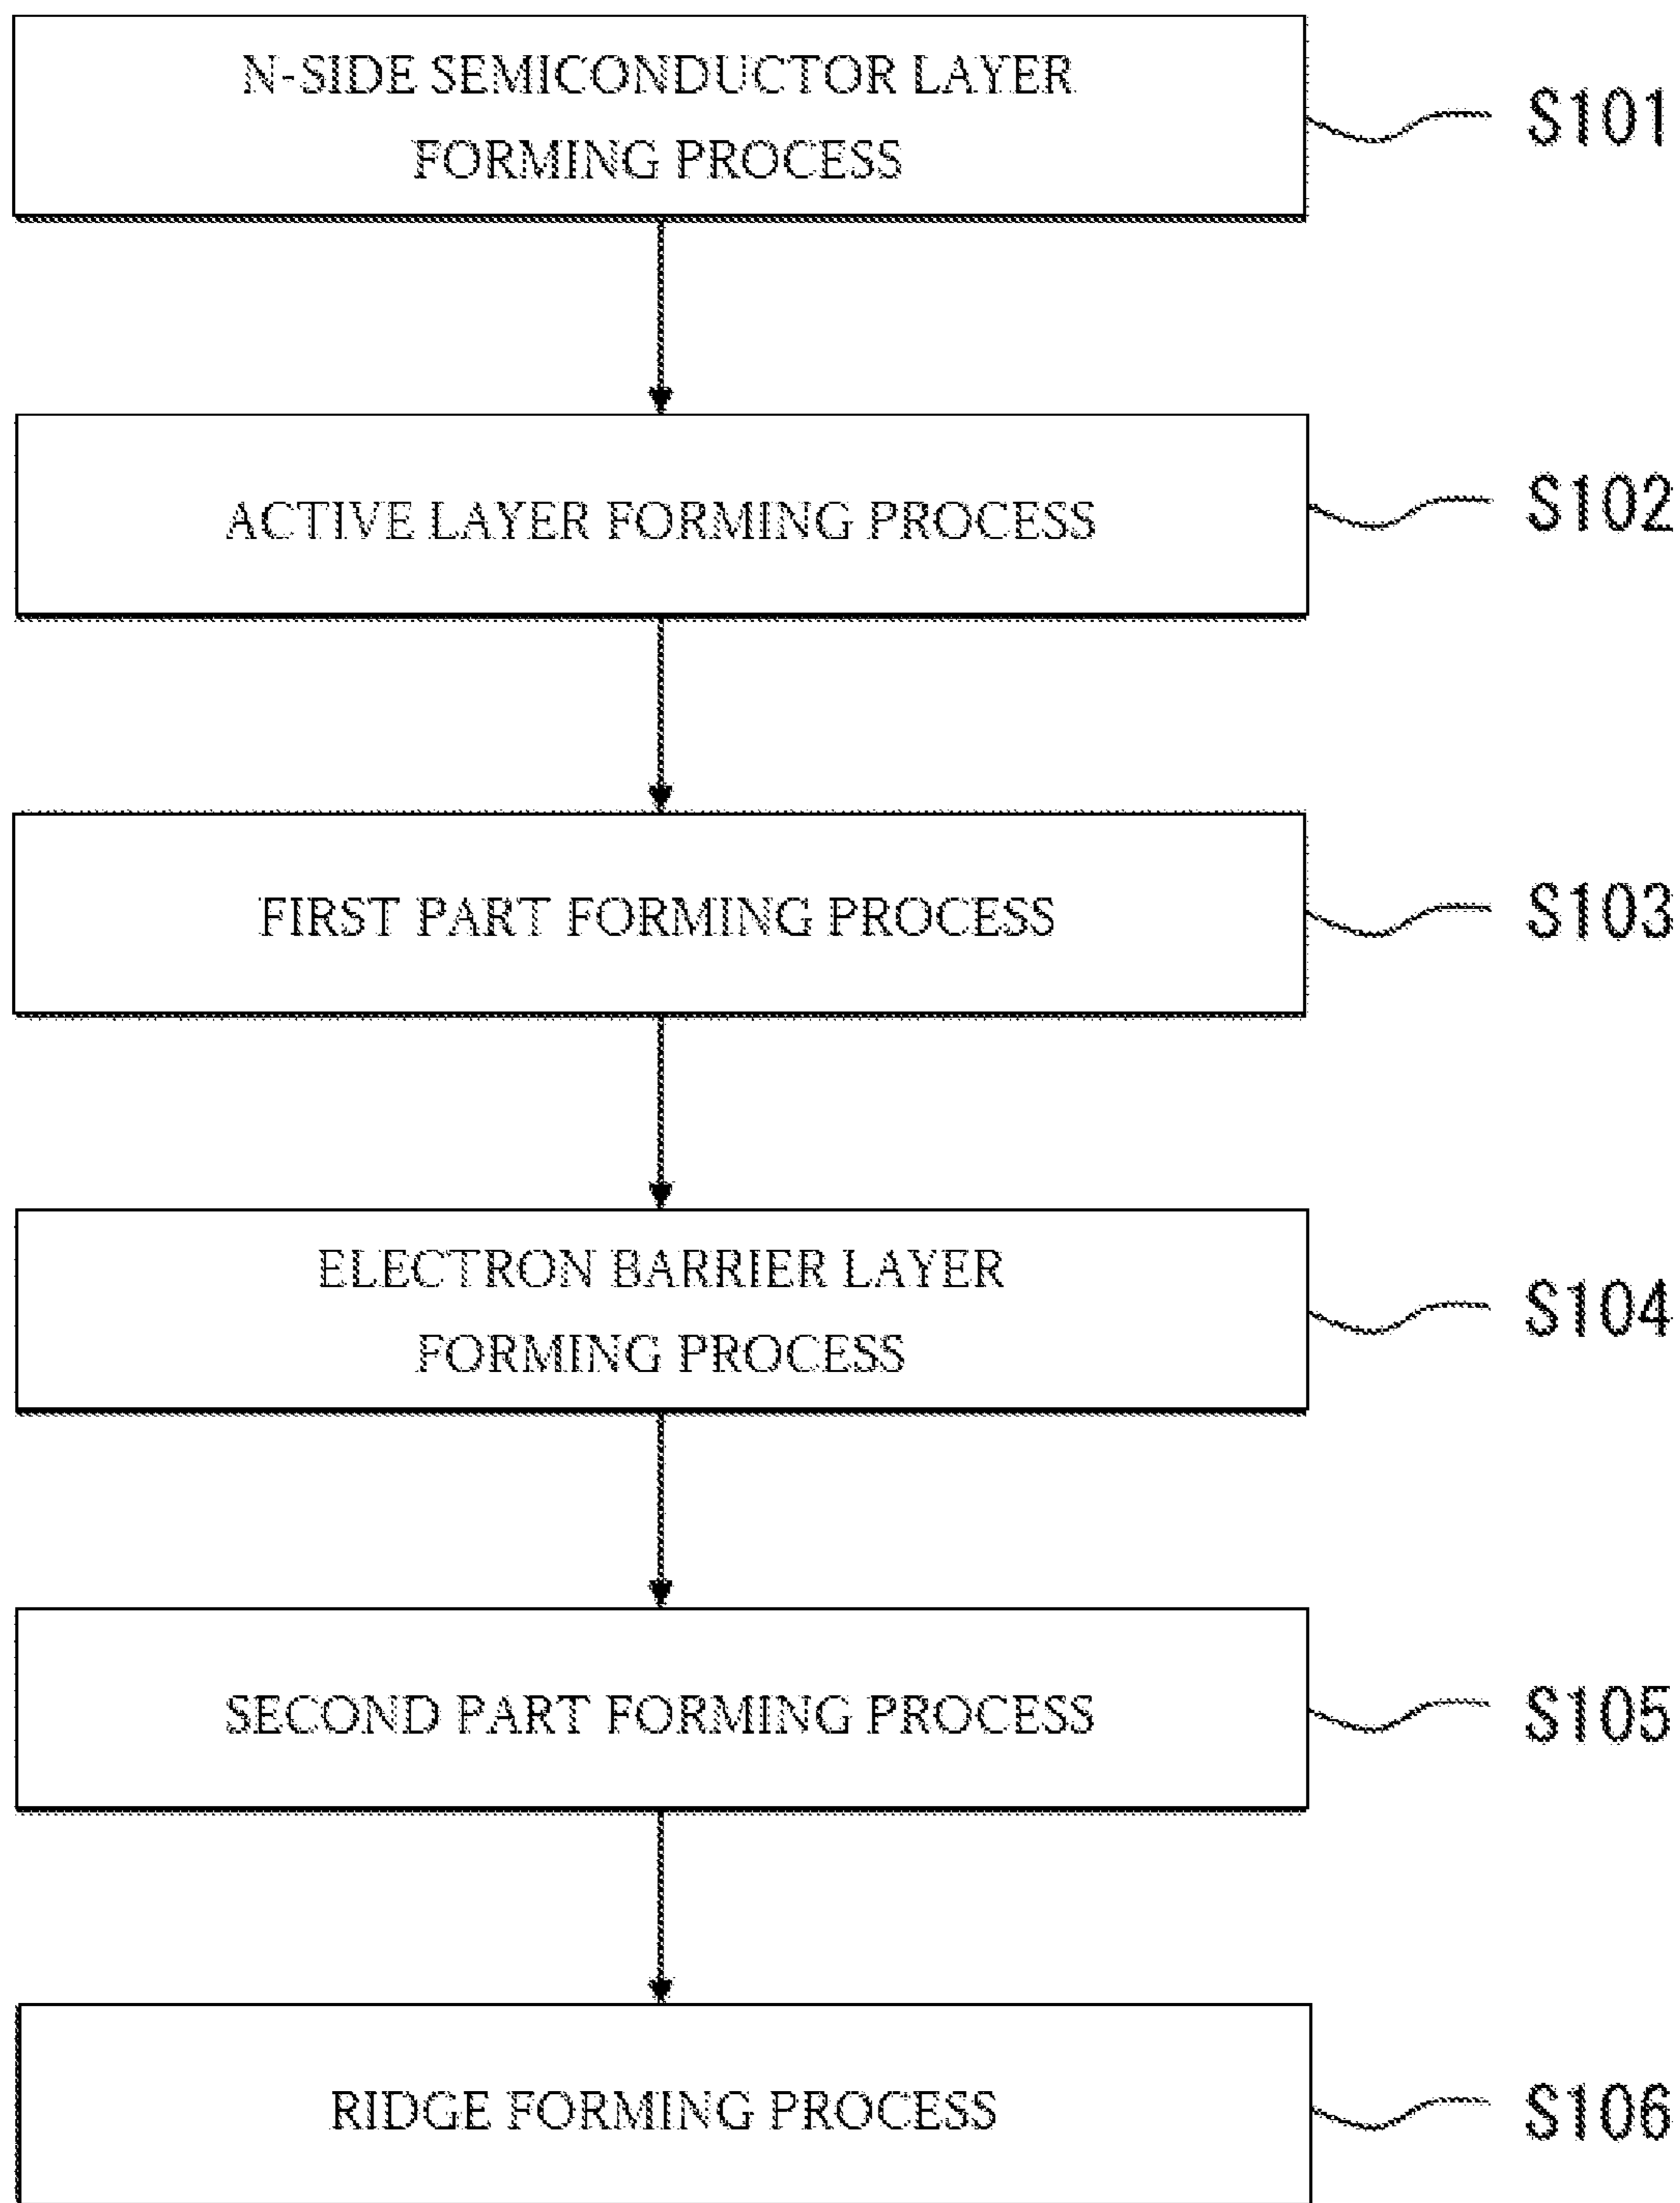 N-SIDE SEMICONDUCTOR LAYER
FORMING PROCESS
S101
ACTIVE LAYER FORMING PROCESS
S102
FIRST PART FORMING PROCESS
S103
ELECTRON BARRIER LAYER
FORMING PROCESS
S104
SECOND PART FORMING PROCESS
S105
RIDGE FORMING PROCESS
S106